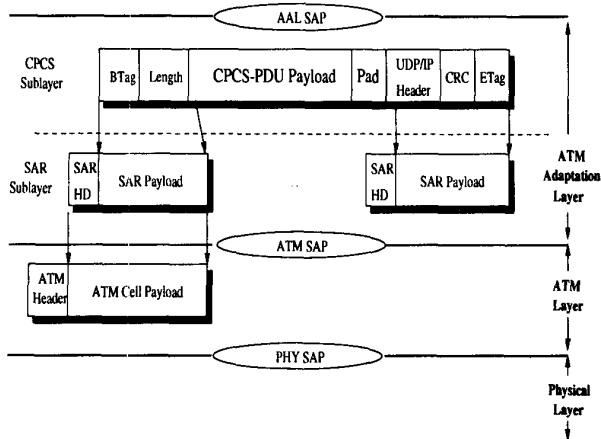 AAL SAP
CPCS
Sublayer
BTag Length CPCS-PDU Payload Pad UDP/IP Header CRC ETag
SAR
Sublayer
SAR HD SAR Payload
SAR HD SAR Payload
ATM
Adaptation
Layer
ATM SAP
ATM Header ATM Cell Payload
ATM
Layer
PHY SAP
Physical
Layer